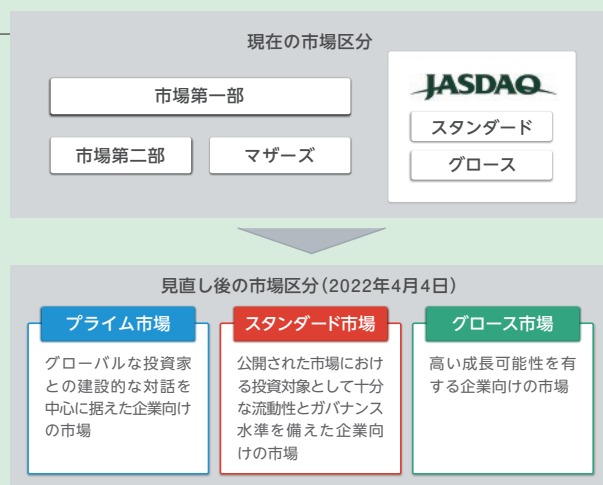 現在の市場区分
市場第一部
市場第二部
マザーズ
JASDAQ
スタンダード
グロース
見直し後の市場区分(2022年4月4日)
プライム市場
グローバルな投資家
との建設的な対話を
中心に据えた企業向け
の市場
スタンダード市場
公開された市場におけ
る投資対象として十分
な流動性とガバナンス
水準を備えた企業向
けの市場
グロース市場
高い成長可能性を有
する企業向けの市場